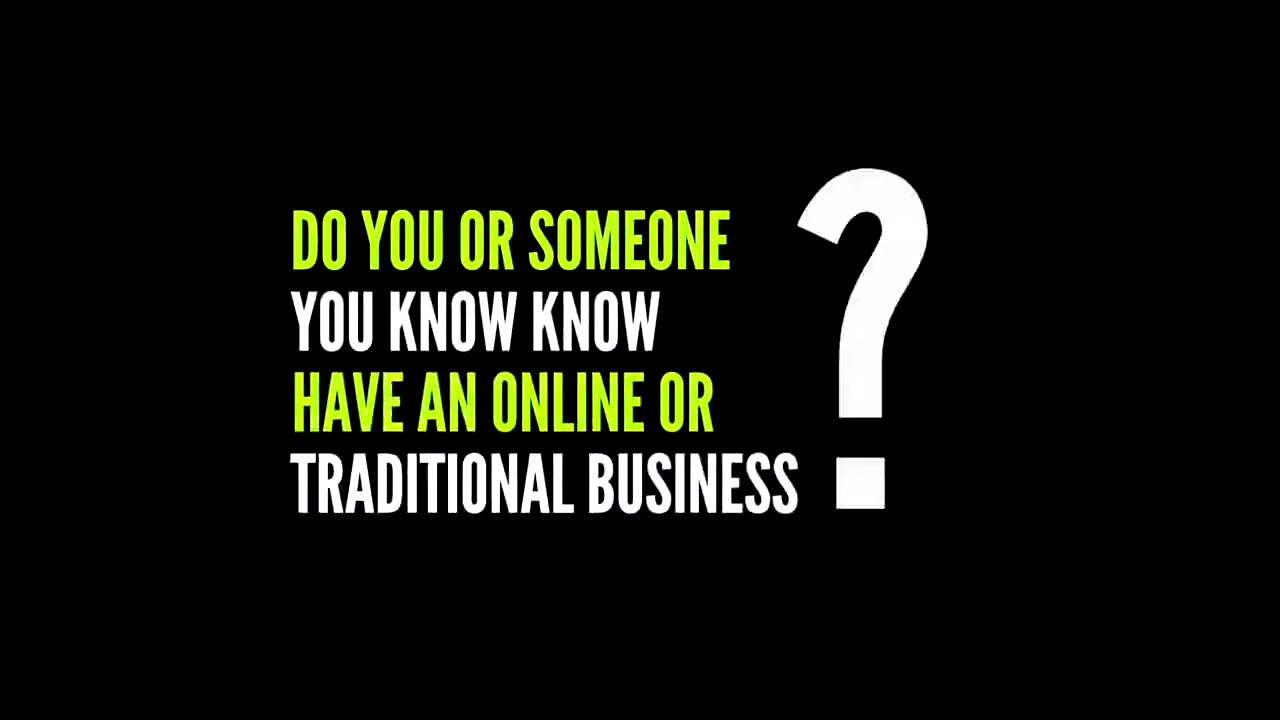 DO YOU OR SOMEONE
YOU KNOW KNOW
HAVE AN ONLINE OR
TRADITIONAL BUSINESS ?